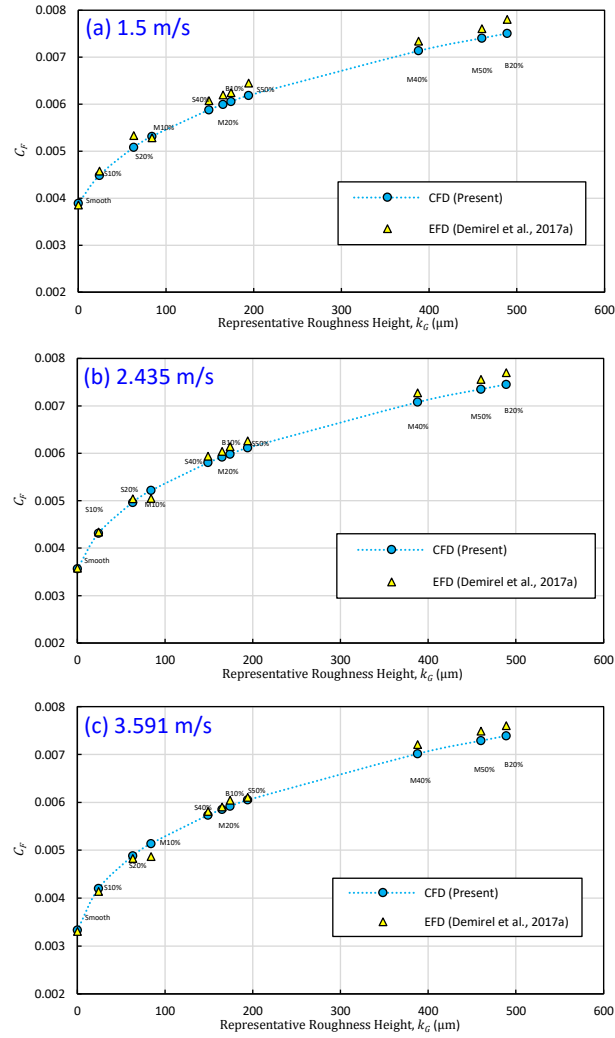 (a) 1.5 m/s
0.008
0.007
0.006
0.005
0.004
0.003
0.002
C_F
Smooth
S10%
S20%
M10%
S40%
M20%
B10%
S50%
M40%
M50%
B20%
CFD (Present)
EFD (Demirel et al., 2017a)
0 100 200 300 400 500 600
Representative Roughness Height, k_G (μm)
(b) 2.435 m/s
0.008
0.007
0.006
0.005
0.004
0.003
0.002
C_F
Smooth
S10%
S20%
M10%
S40%
M20%
B10%
S50%
M40%
M50%
B20%
CFD (Present)
EFD (Demirel et al., 2017a)
0 100 200 300 400 500 600
Representative Roughness Height, k_G (μm)
(c) 3.591 m/s
0.008
0.007
0.006
0.005
0.004
0.003
0.002
C_F
Smooth
S10%
S20%
M10%
S40%
M20%
B10%
S50%
M40%
M50%
B20%
CFD (Present)
EFD (Demirel et al., 2017a)
0 100 200 300 400 500 600
Representative Roughness Height, k_G (μm)